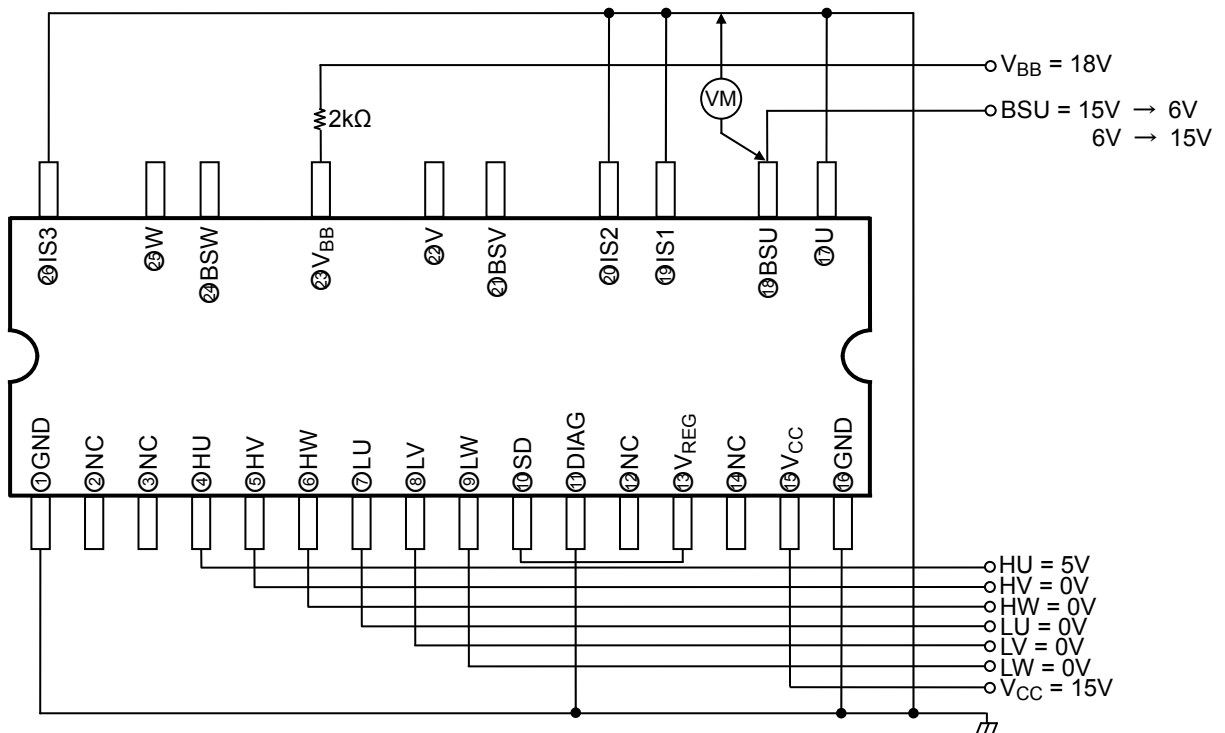 V_BB = 18V
VM
BSU = 15V → 6V
6V → 15V
2kΩ
㉖IS3
㉕W
㉔BSW
㉓V_BB
㉒V
㉑BSV
⑳IS2
⑲IS1
⑱BSU
⑰U
①GND
②NC
③NC
④HU
⑤HV
⑥HW
⑦LU
⑧LV
⑨LW
⑩SD
⑪DIAG
⑫NC
⑬V_REG
⑭NC
⑮V_CC
⑯GND
HU = 5V
HV = 0V
HW = 0V
LU = 0V
LV = 0V
LW = 0V
V_CC = 15V